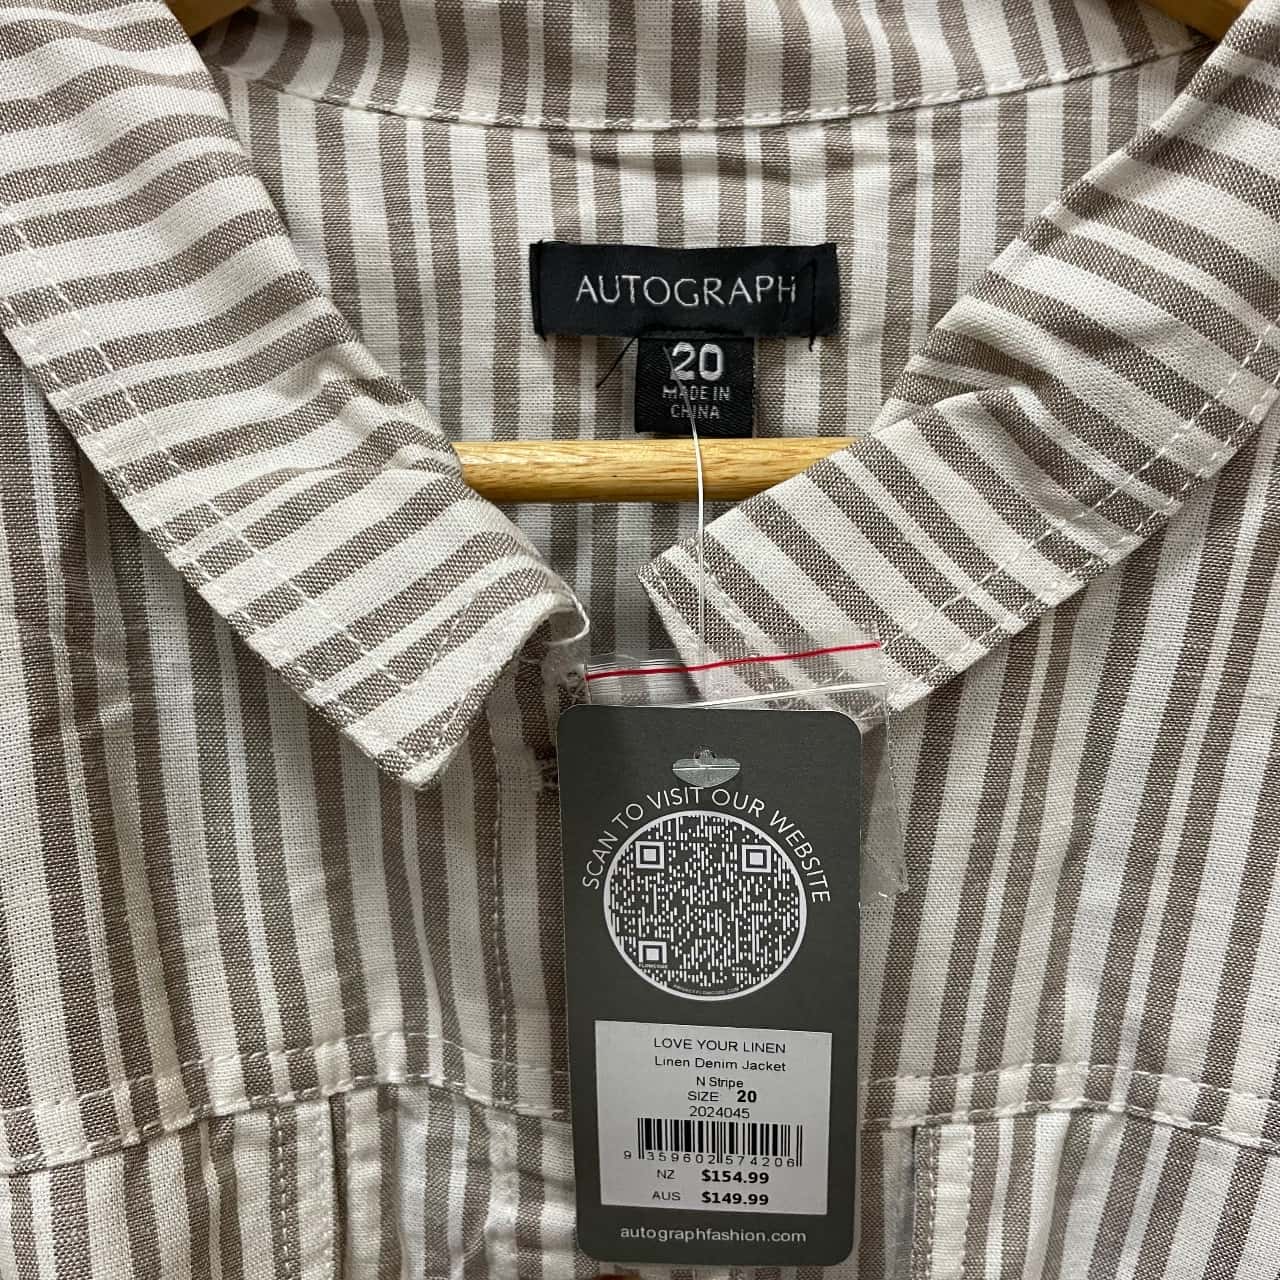 AUTOGRAPH
20
MADE IN
CHINA
SCAN TO VISIT OUR WEBSITE
LOVE YOUR LINEN
Linen Denim Jacket
N Stripe
SIZE 20
2024045
9 359602 574206
NZ $154.99
AUS $149.99
autographfashion.com